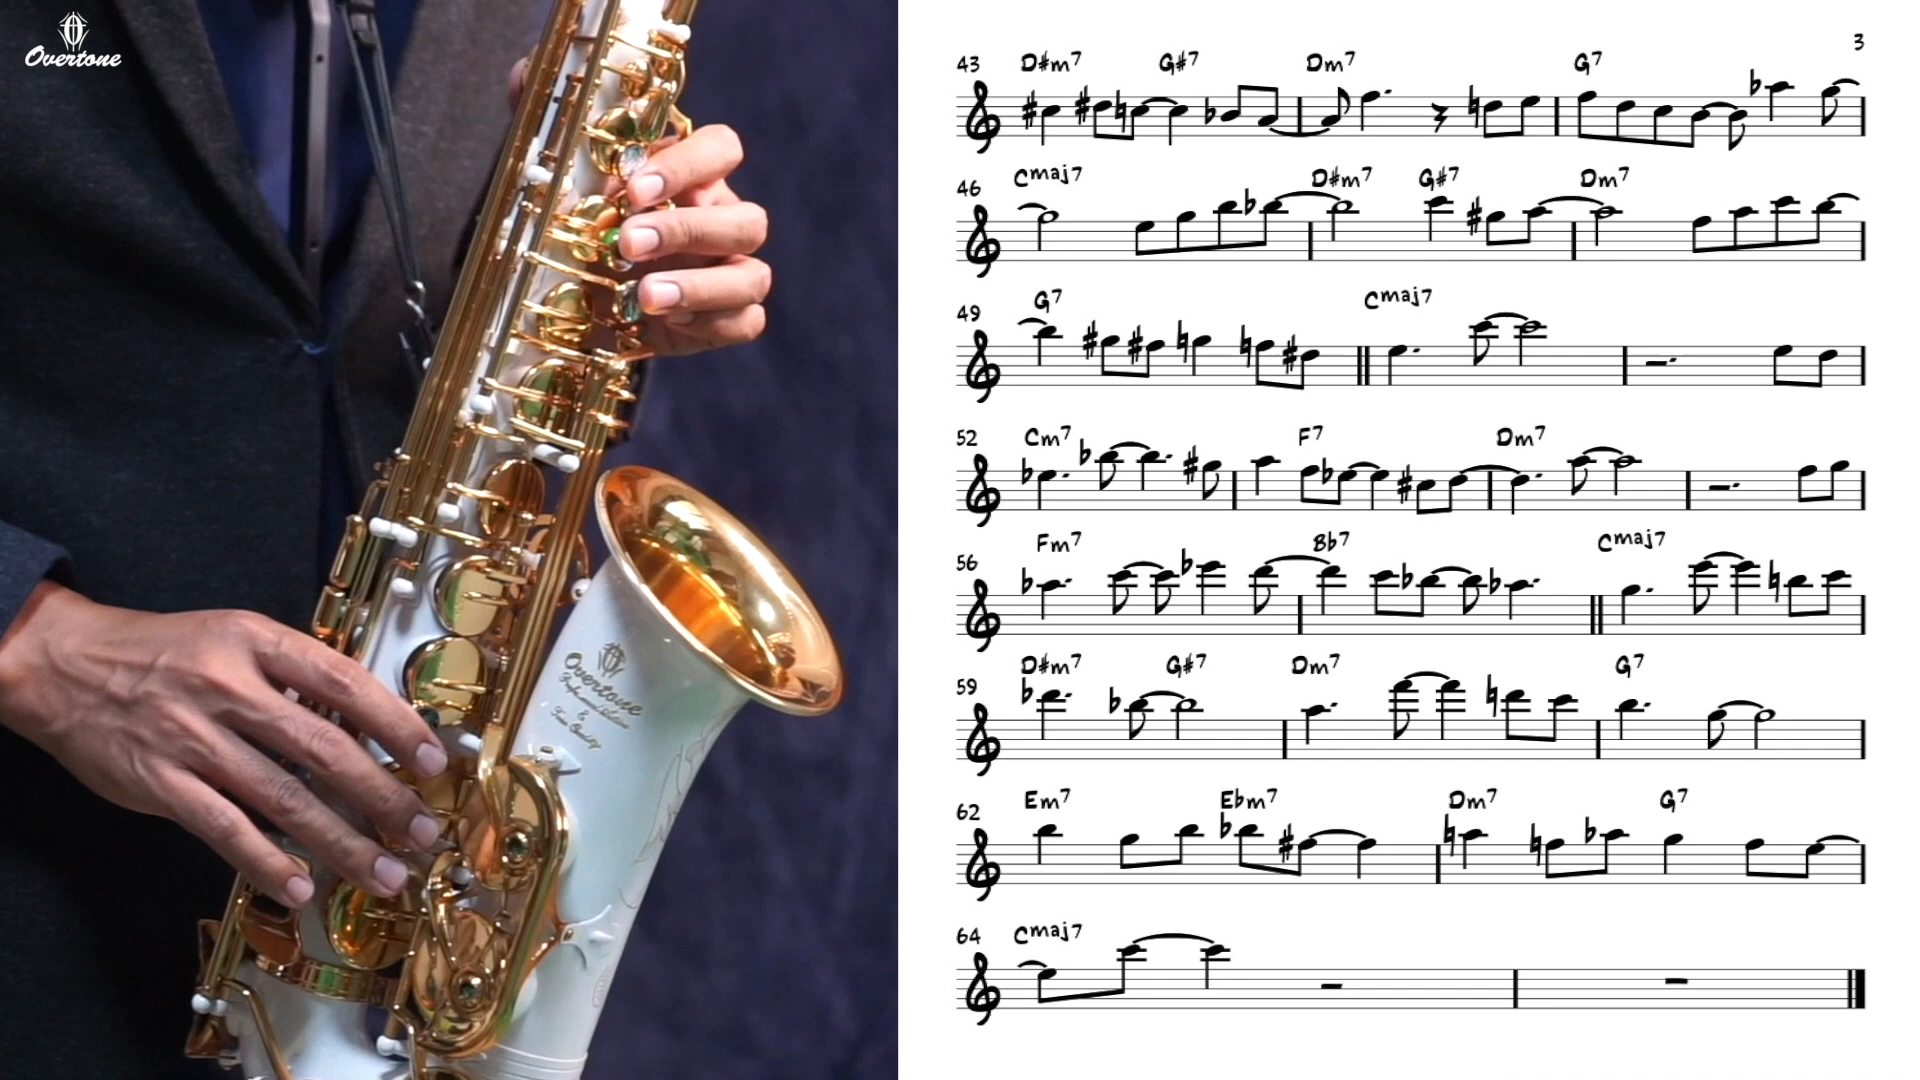 Overtone
Overtone
Professional
&
3
43 D#m7 G#7 Dm7 G7
46 Cmaj7 D#m7 G#7 Dm7
49 G7 Cmaj7
52 Cm7 F7 Dm7
56 Fm7 Bb7 Cmaj7
59 D#m7 G#7 Dm7 G7
62 Em7 Ebm7 Dm7 G7
64 Cmaj7